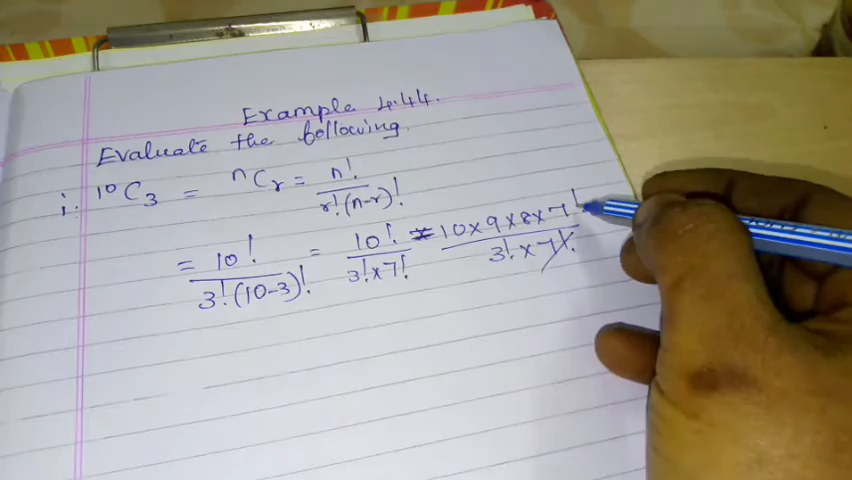 Example 4.44.
Evaluate the following.
i. ¹⁰C₃ = ⁿCᵣ = n! / r!(n-r)!
= 10! / 3!(10-3)! = 10! / 3!×7! = 10×9×8×7! / 3!×7!